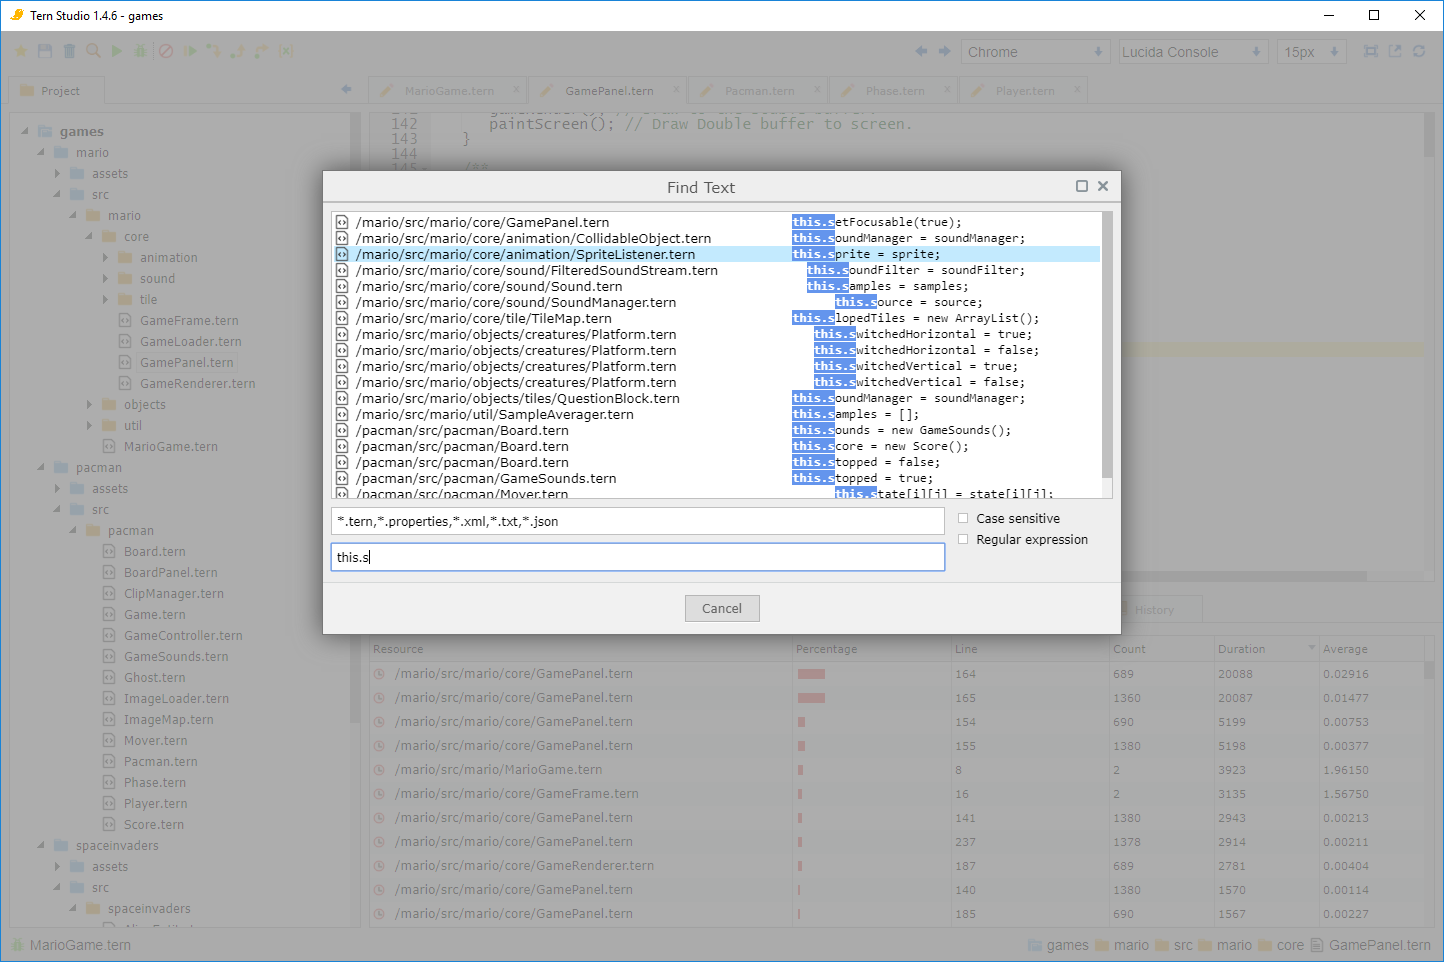 Tern Studio 1.4.6 - games
Chrome
Lucida Console
15px
Project
MarioGame.tern
GamePanel.tern
Pacman.tern
Phase.tern
Player.tern
games
mario
assets
src
mario
core
animation
sound
tile
GameFrame.tern
GameLoader.tern
GamePanel.tern
GameRenderer.tern
objects
util
MarioGame.tern
pacman
assets
src
pacman
Board.tern
BoardPanel.tern
ClipManager.tern
Game.tern
GameController.tern
GameSounds.tern
Ghost.tern
ImageLoader.tern
ImageMap.tern
Mover.tern
Pacman.tern
Phase.tern
Player.tern
Score.tern
spaceinvaders
assets
src
spaceinvaders
142 paintScreen(); // Draw Double buffer to screen.
143 }
144
145 /**
Find Text
/mario/src/mario/core/GamePanel.tern this.setFocusable(true);
/mario/src/mario/core/animation/CollidableObject.tern this.soundManager = soundManager;
/mario/src/mario/core/animation/SpriteListener.tern this.sprite = sprite;
/mario/src/mario/core/sound/FilteredSoundStream.tern this.soundFilter = soundFilter;
/mario/src/mario/core/sound/Sound.tern this.samples = samples;
/mario/src/mario/core/sound/SoundManager.tern this.source = source;
/mario/src/mario/core/tile/TileMap.tern this.slopedTiles = new ArrayList();
/mario/src/mario/objects/creatures/Platform.tern this.switchedHorizontal = true;
/mario/src/mario/objects/creatures/Platform.tern this.switchedHorizontal = false;
/mario/src/mario/objects/creatures/Platform.tern this.switchedVertical = true;
/mario/src/mario/objects/creatures/Platform.tern this.switchedVertical = false;
/mario/src/mario/objects/tiles/QuestionBlock.tern this.soundManager = soundManager;
/mario/src/mario/util/SampleAverager.tern this.samples = [];
/pacman/src/pacman/Board.tern this.sounds = new GameSounds();
/pacman/src/pacman/Board.tern this.score = new Score();
/pacman/src/pacman/Board.tern this.stopped = false;
/pacman/src/pacman/GameSounds.tern this.stopped = true;
/pacman/src/pacman/Mover.tern this.state[i][j] = state[i][j];
*.tern,*.properties,*.xml,*.txt,*.json
Case sensitive
this.s
Regular expression
Cancel
History
Resource Percentage Line Count Duration Average
/mario/src/mario/core/GamePanel.tern 164 689 20088 0.02916
/mario/src/mario/core/GamePanel.tern 165 1360 20087 0.01477
/mario/src/mario/core/GamePanel.tern 154 690 5199 0.00753
/mario/src/mario/core/GamePanel.tern 155 1380 5198 0.00377
/mario/src/mario/MarioGame.tern 8 2 3923 1.96150
/mario/src/mario/core/GameFrame.tern 16 2 3135 1.56750
/mario/src/mario/core/GamePanel.tern 141 1380 2943 0.00213
/mario/src/mario/core/GamePanel.tern 237 1378 2914 0.00211
/mario/src/mario/core/GameRenderer.tern 187 689 2781 0.00404
/mario/src/mario/core/GamePanel.tern 140 1380 1570 0.00114
/mario/src/mario/core/GamePanel.tern 185 690 1567 0.00227
MarioGame.tern
games mario src mario core GamePanel.tern